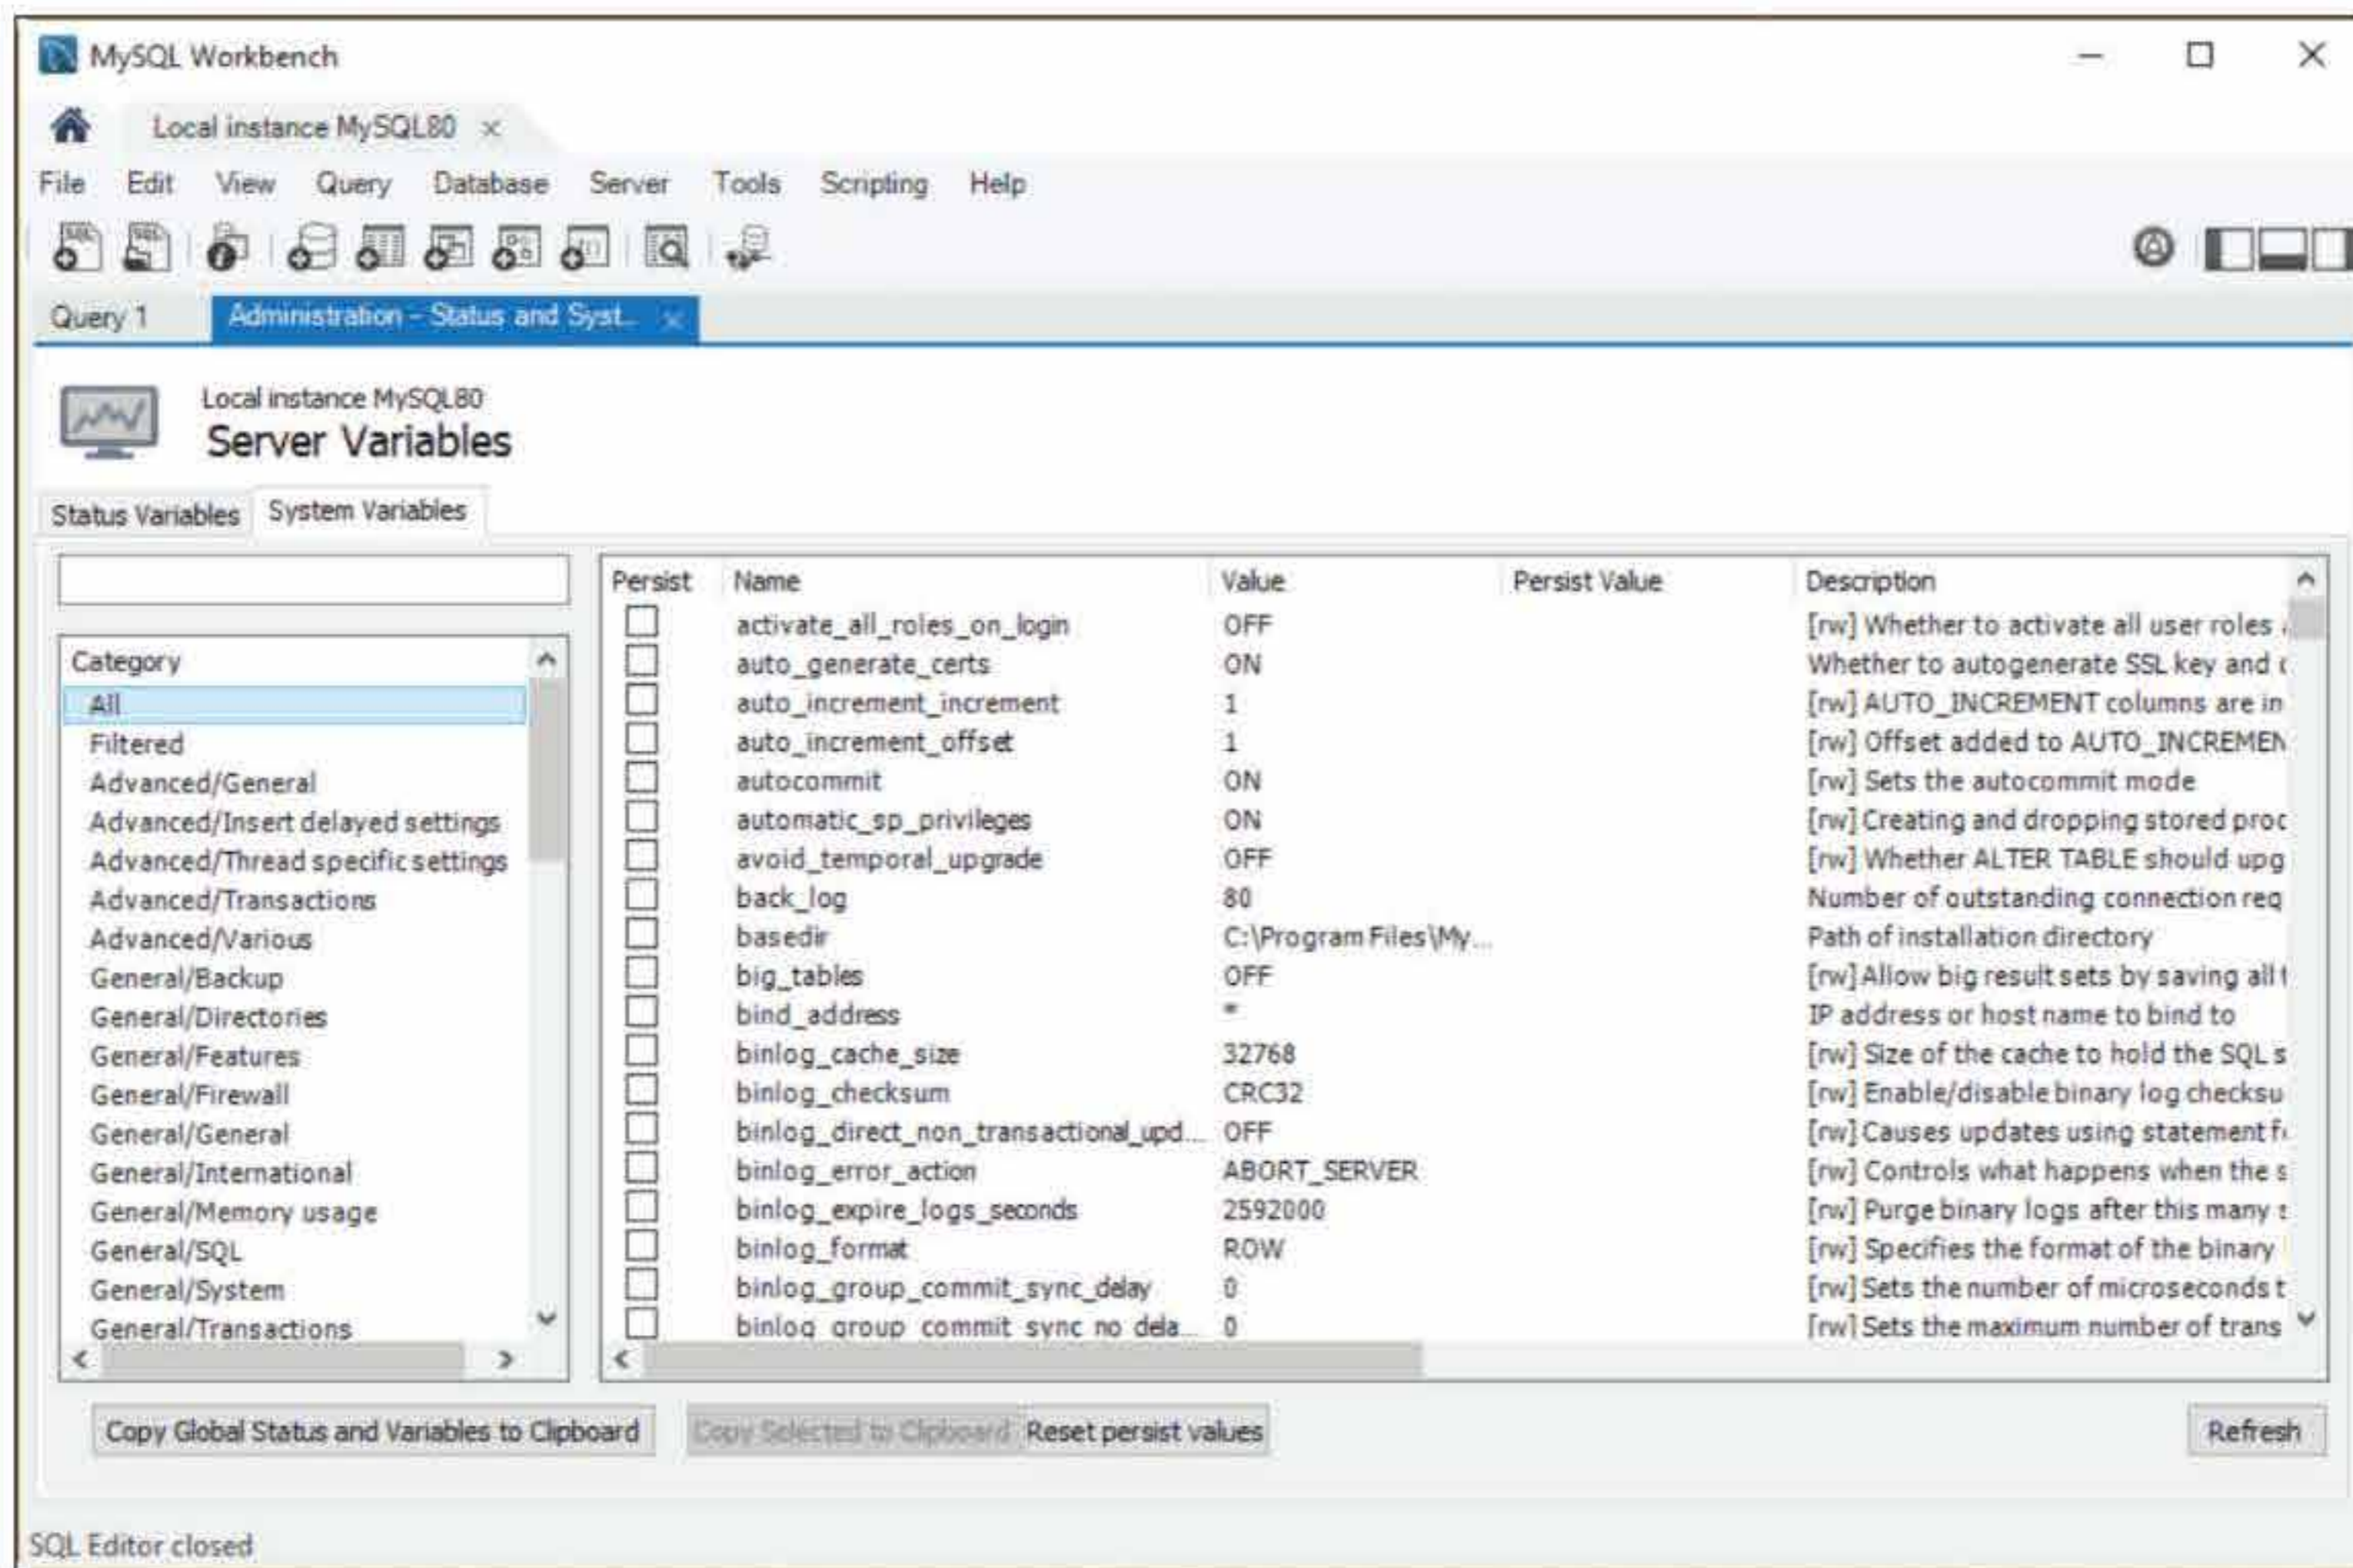 MySQL Workbench
Local instance MySQL80
File Edit View Query Database Server Tools Scripting Help
Query 1 Administration - Status and Syst...
Local instance MySQL80
Server Variables
Status Variables System Variables
Persist Name Value Persist Value Description
activate_all_roles_on_login OFF [rw] Whether to activate all user roles
auto_generate_certs ON Whether to autogenerate SSL key and
auto_increment_increment 1 [rw] AUTO_INCREMENT columns are in
auto_increment_offset 1 [rw] Offset added to AUTO_INCREMEN
autocommit ON [rw] Sets the autocommit mode
automatic_sp_privileges ON [rw] Creating and dropping stored proc
avoid_temporal_upgrade OFF [rw] Whether ALTER TABLE should upg
back_log 80 Number of outstanding connection req
basedir C:\Program Files\My... Path of installation directory
big_tables OFF [rw] Allow big result sets by saving all
bind_address * IP address or host name to bind to
binlog_cache_size 32768 [rw] Size of the cache to hold the SQL s
binlog_checksum CRC32 [rw] Enable/disable binary log checksu
binlog_direct_non_transactional_upd... OFF [rw] Causes updates using statement f
binlog_error_action ABORT_SERVER [rw] Controls what happens when the s
binlog_expire_logs_seconds 2592000 [rw] Purge binary logs after this many s
binlog_format ROW [rw] Specifies the format of the binary
binlog_group_commit_sync_delay 0 [rw] Sets the number of microseconds t
binlog_group_commit_sync_no_dela... 0 [rw] Sets the maximum number of trans
Category
All
Filtered
Advanced/General
Advanced/Insert delayed settings
Advanced/Thread specific settings
Advanced/Transactions
Advanced/Various
General/Backup
General/Directories
General/Features
General/Firewall
General/General
General/International
General/Memory usage
General/SQL
General/System
General/Transactions
Copy Global Status and Variables to Clipboard Copy Selected to Clipboard Reset persist values Refresh
SQL Editor closed